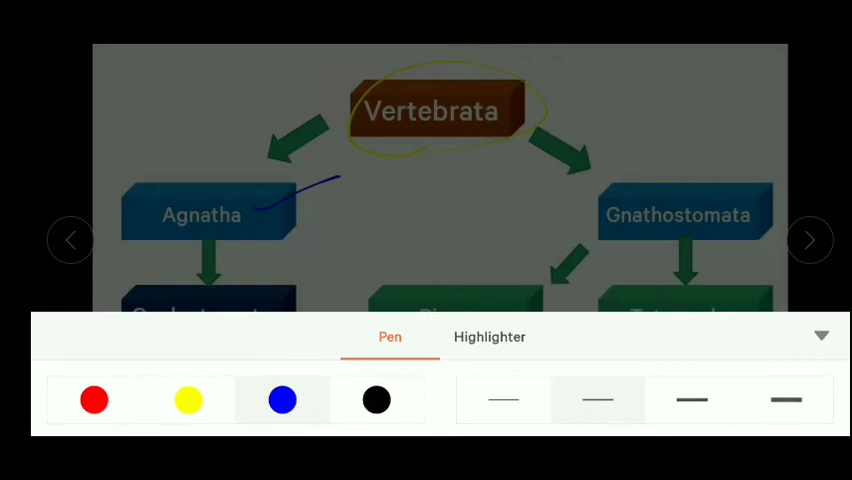 Vertebrata
Agnatha
Gnathostomata
Pen
Highlighter